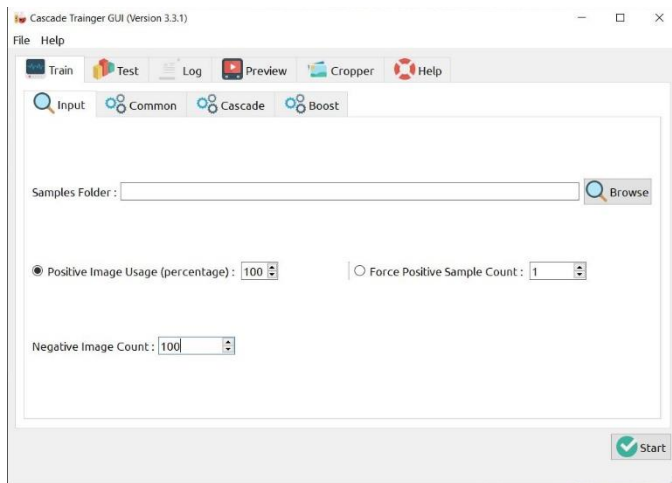 Cascade Trainger GUI (Version 3.3.1)
File Help
Train Test Log Preview Cropper Help
Input Common Cascade Boost
Samples Folder : Browse
Positive Image Usage (percentage) : 100 Force Positive Sample Count : 1
Negative Image Count : 100
Start